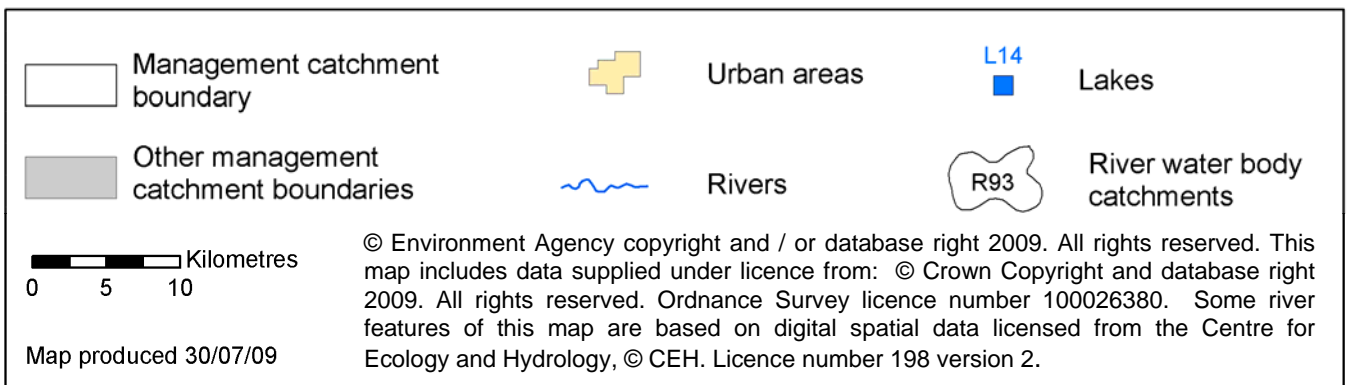 Management catchment
boundary
Urban areas
L14
Lakes
Other management
catchment boundaries
Rivers
R93
River water body
catchments
Kilometres
0 5 10
Map produced 30/07/09
© Environment Agency copyright and / or database right 2009. All rights reserved. This
map includes data supplied under licence from: © Crown Copyright and database right
2009. All rights reserved. Ordnance Survey licence number 100026380. Some river
features of this map are based on digital spatial data licensed from the Centre for
Ecology and Hydrology, © CEH. Licence number 198 version 2.